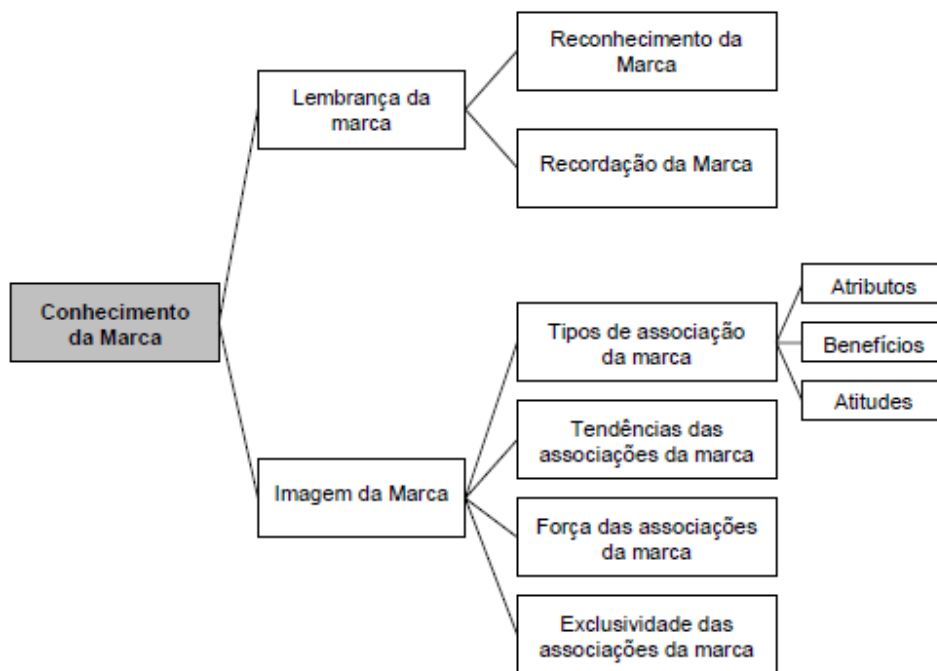 Conhecimento
da Marca
Lembrança da
marca
Reconhecimento da
Marca
Recordação da Marca
Imagem da Marca
Tipos de associação
da marca
Atributos
Benefícios
Atitudes
Tendências das
associações da marca
Força das associações
da marca
Exclusividade das
associações da marca